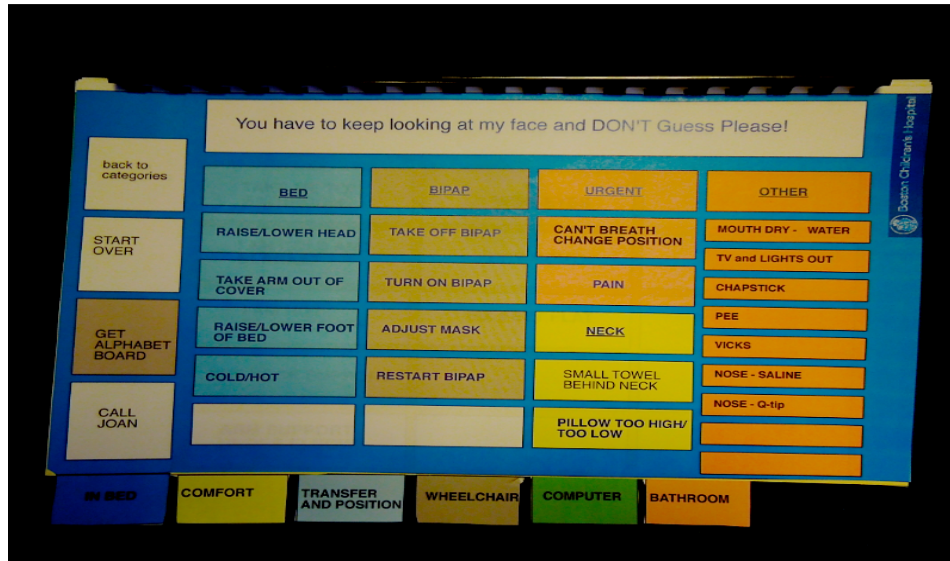 You have to keep looking at my face and DON'T Guess Please!
Boston Children's Hospital
back to
categories
START
OVER
GET
ALPHABET
BOARD
CALL
JOAN
BED
RAISE/LOWER HEAD
TAKE ARM OUT OF
COVER
RAISE/LOWER FOOT
OF BED
COLD/HOT
BIPAP
TAKE OFF BIPAP
TURN ON BIPAP
ADJUST MASK
RESTART BIPAP
URGENT
CAN'T BREATH
CHANGE POSITION
PAIN
NECK
SMALL TOWEL
BEHIND NECK
PILLOW TOO HIGH/
TOO LOW
OTHER
MOUTH DRY - WATER
TV and LIGHTS OUT
CHAPSTICK
PEE
VICKS
NOSE - SALINE
NOSE - Q-tip
IN BED
COMFORT
TRANSFER
AND POSITION
WHEELCHAIR
COMPUTER
BATHROOM